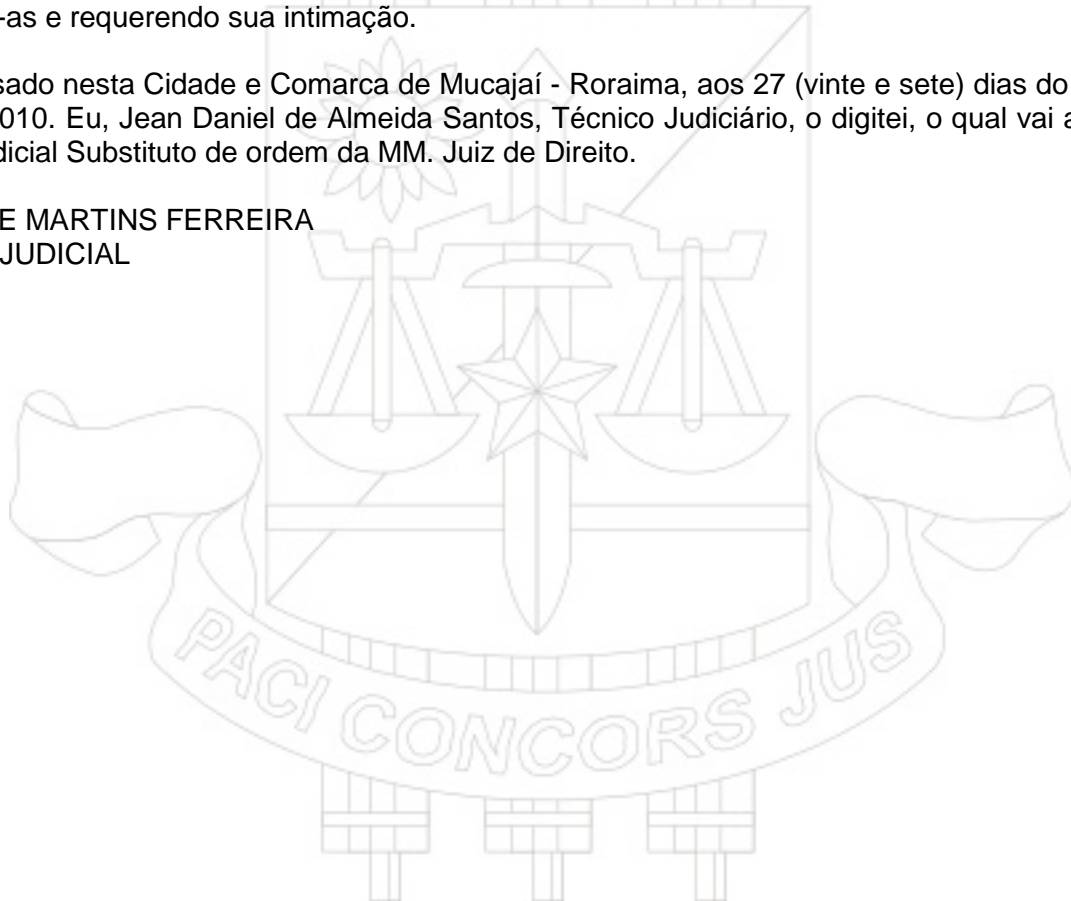 -as e requerendo sua intimação.
sado nesta Cidade e Comarca de Mucajaí - Roraima, aos 27 (vinte e sete) dias do
010. Eu, Jean Daniel de Almeida Santos, Técnico Judiciário, o digitei, o qual vai a
dicial Substituto de ordem da MM. Juiz de Direito.
E MARTINS FERREIRA
JUDICIAL
PACI CONCORS JUS